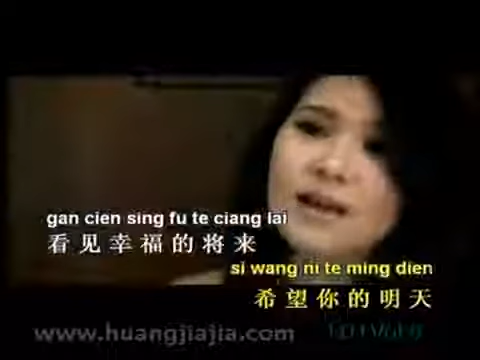 gan cien sing fu te ciang lai
看见幸福的将来
si wang ni te ming dien
希望你的明天
www.huangjiajia.com